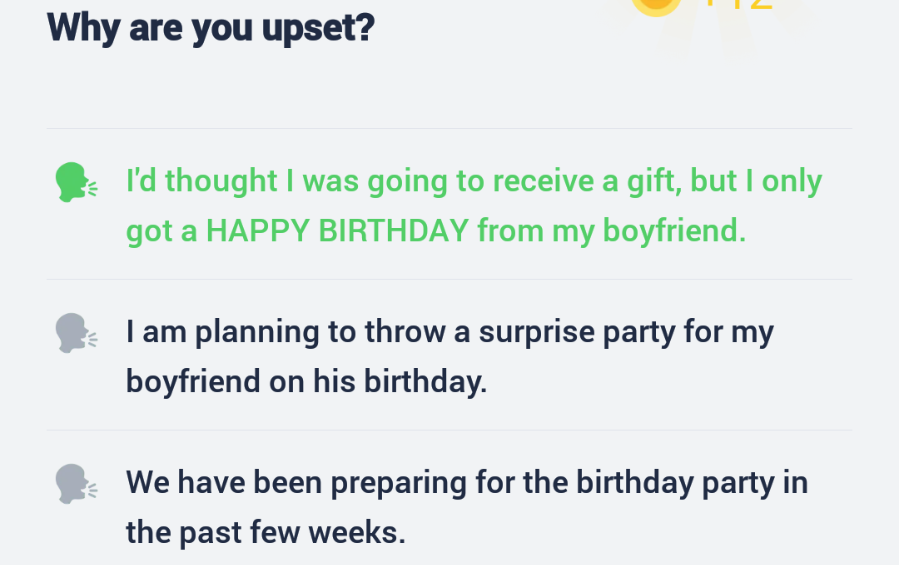 Why are you upset?
I'd thought I was going to receive a gift, but I only
got a HAPPY BIRTHDAY from my boyfriend.
I am planning to throw a surprise party for my
boyfriend on his birthday.
We have been preparing for the birthday party in
the past few weeks.